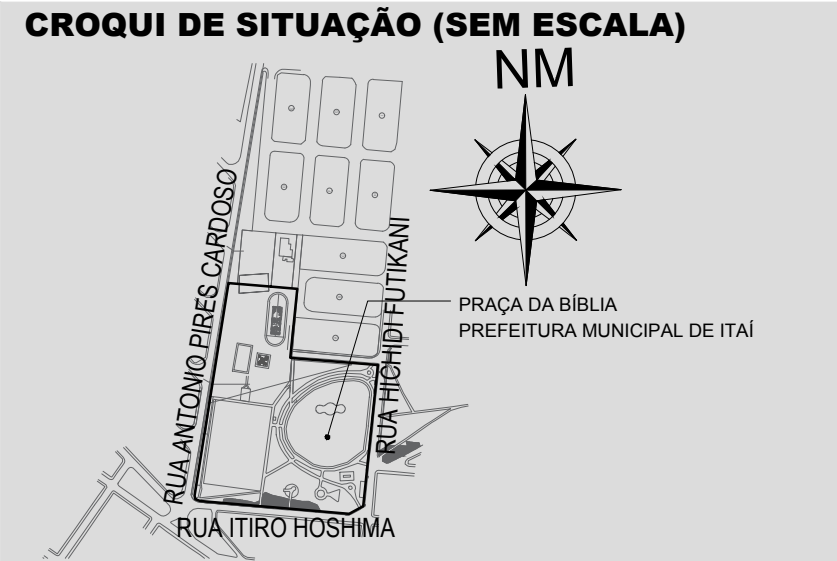 CROQUI DE SITUAÇÃO (SEM ESCALA)
NM
RUA ANTONIO PIRES CARDOSO
RUA HICHIDI FUTIKANI
PRAÇA DA BÍBLIA
PREFEITURA MUNICIPAL DE ITAÍ
RUA ITIRO HOSHIMA